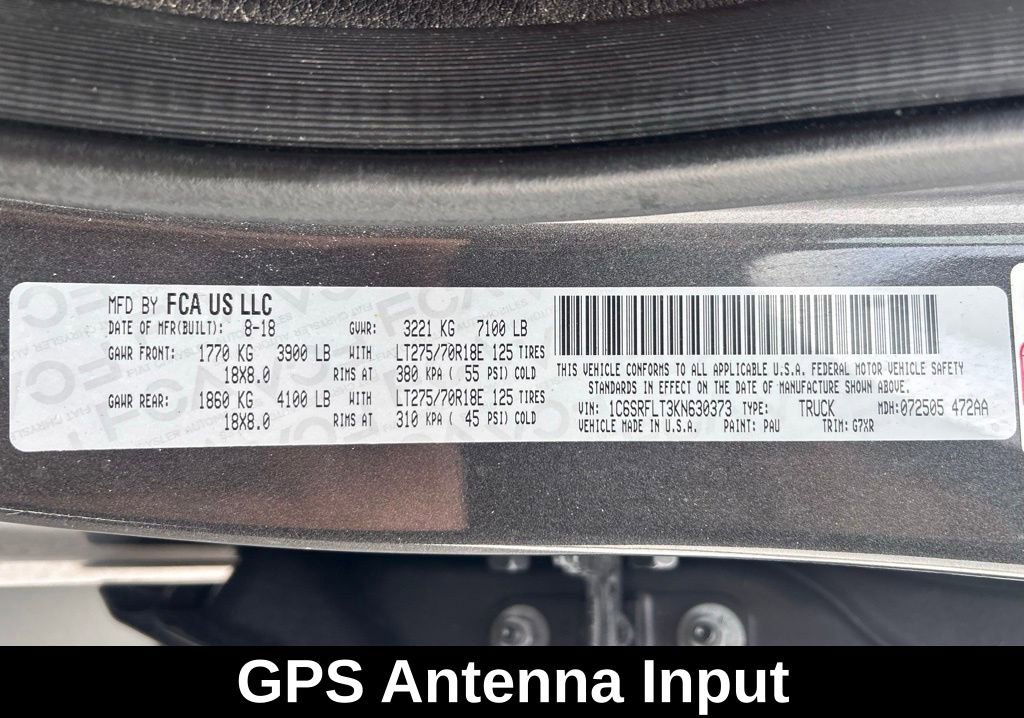 MFD BY FCA US LLC
DATE OF MFR(BUILT): 8-18 GVWR: 3221 KG 7100 LB
GAWR FRONT: 1770 KG 3900 LB WITH LT275/70R18E 125 TIRES
18X8.0 RIMS AT 380 KPA ( 55 PSI) COLD
GAWR REAR: 1860 KG 4100 LB WITH LT275/70R18E 125 TIRES
18X8.0 RIMS AT 310 KPA ( 45 PSI) COLD
THIS VEHICLE CONFORMS TO ALL APPLICABLE U.S.A. FEDERAL MOTOR VEHICLE SAFETY
STANDARDS IN EFFECT ON THE DATE OF MANUFACTURE SHOWN ABOVE.
VIN: 1C6SRFLT3KN630373 TYPE: TRUCK MDH:072505 472AA
VEHICLE MADE IN U.S.A. PAINT: PAU TRIM: G7XR
GPS Antenna Input